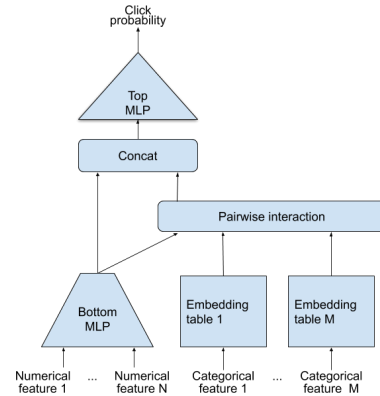 Click
probability
Top
MLP
Concat
Pairwise interaction
Bottom
MLP
Embedding
table 1
Embedding
table M
Numerical
feature 1
...
Numerical
feature N
Categorical
feature 1
...
Categorical
feature M